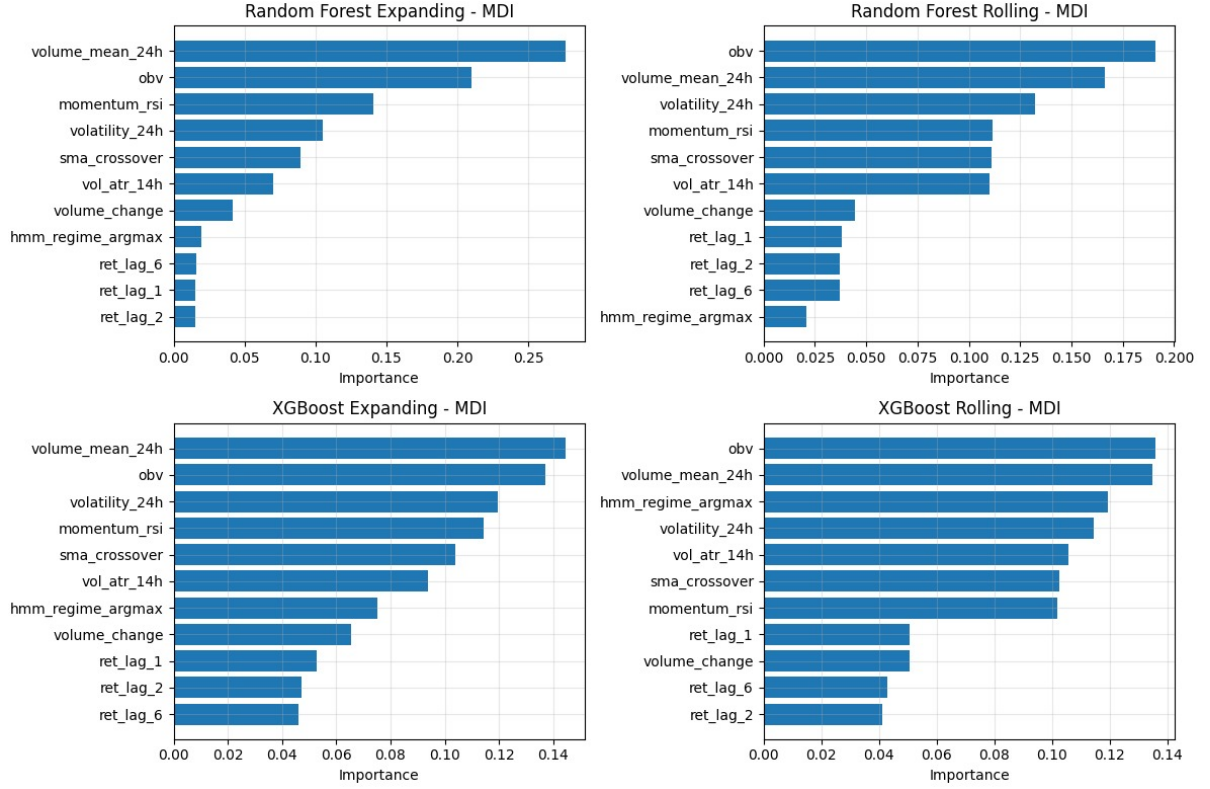 Random Forest Expanding - MDI
volume_mean_24h
obv
momentum_rsi
volatility_24h
sma_crossover
vol_atr_14h
volume_change
hmm_regime_argmax
ret_lag_6
ret_lag_1
ret_lag_2
0.00 0.05 0.10 0.15 0.20 0.25
Importance
Random Forest Rolling - MDI
obv
volume_mean_24h
volatility_24h
momentum_rsi
sma_crossover
vol_atr_14h
volume_change
ret_lag_1
ret_lag_2
ret_lag_6
hmm_regime_argmax
0.000 0.025 0.050 0.075 0.100 0.125 0.150 0.175 0.200
Importance
XGBoost Expanding - MDI
volume_mean_24h
obv
volatility_24h
momentum_rsi
sma_crossover
vol_atr_14h
hmm_regime_argmax
volume_change
ret_lag_1
ret_lag_2
ret_lag_6
0.00 0.02 0.04 0.06 0.08 0.10 0.12 0.14
Importance
XGBoost Rolling - MDI
obv
volume_mean_24h
hmm_regime_argmax
volatility_24h
vol_atr_14h
sma_crossover
momentum_rsi
ret_lag_1
volume_change
ret_lag_6
ret_lag_2
0.00 0.02 0.04 0.06 0.08 0.10 0.12 0.14
Importance